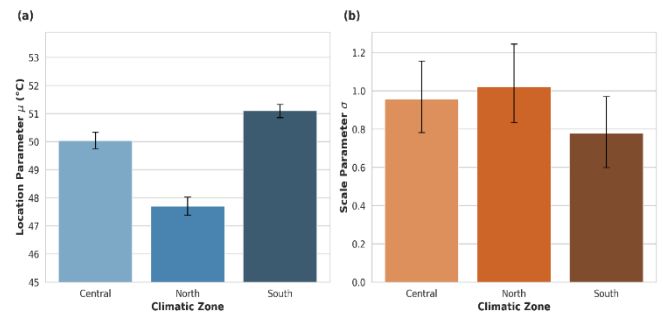 (a)
Location Parameter μ (°C)
53
52
51
50
49
48
47
46
45
Central
North
South
Climatic Zone
(b)
Scale Parameter σ
1.2
1.0
0.8
0.6
0.4
0.2
0.0
Central
North
South
Climatic Zone